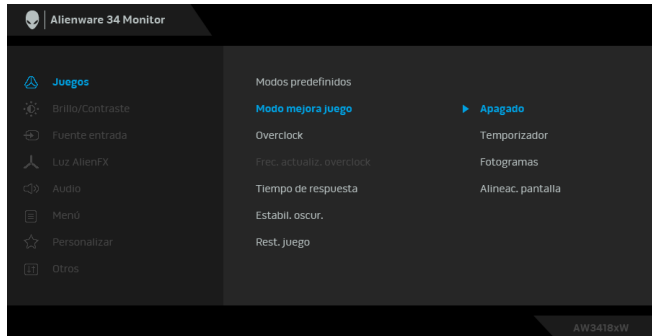 Alienware 34 Monitor
Juegos
Brillo/Contraste
Fuente entrada
Luz AlienFX
Audio
Menú
Personalizar
Otros
Modos predefinidos
Modo mejora juego
Overclock
Frec. actualiz. overclock
Tiempo de respuesta
Estabil. oscur.
Rest. juego
Apagado
Temporizador
Fotogramas
Alineac. pantalla
AW3418xW